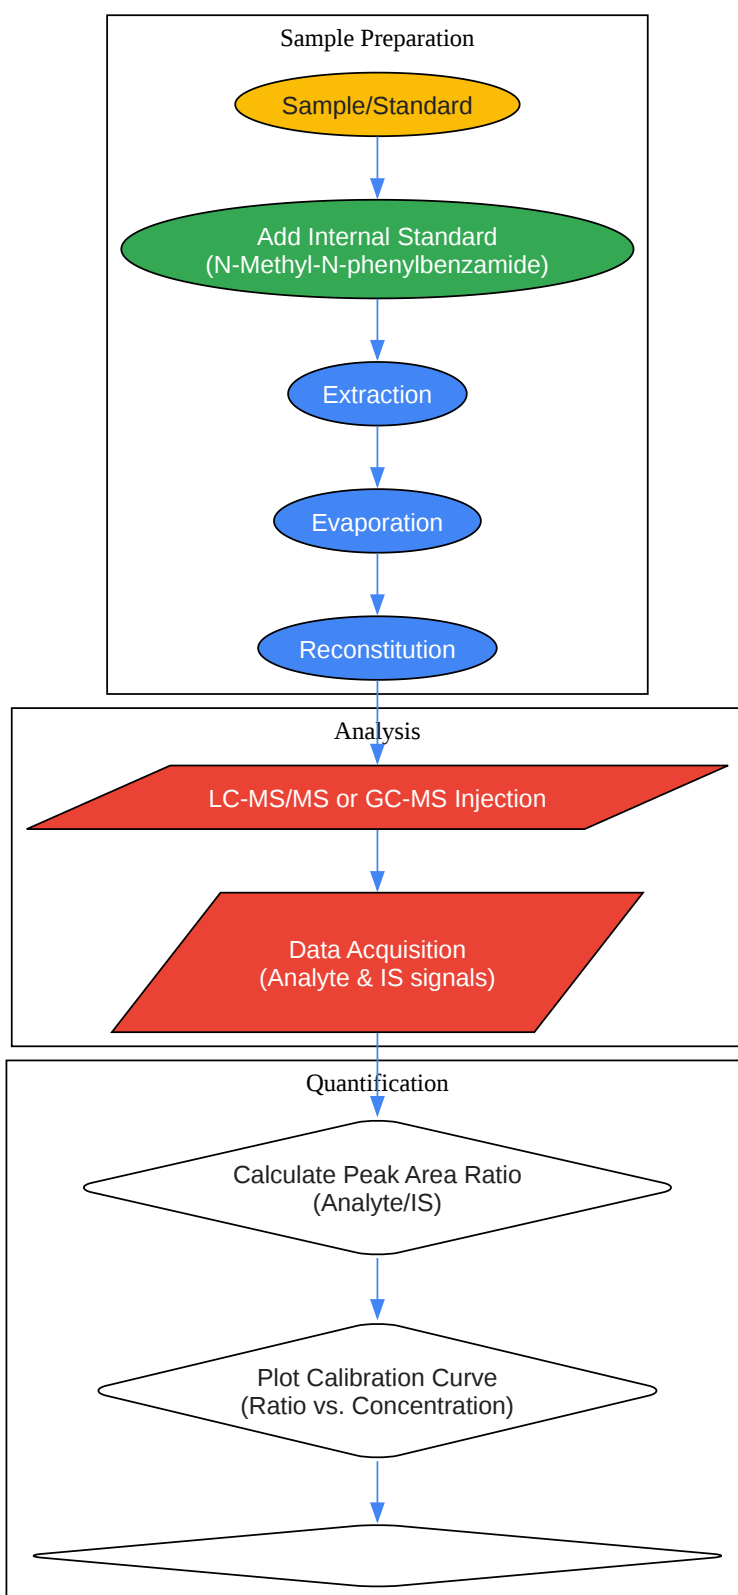 Sample Preparation
Sample/Standard
Add Internal Standard
(N-Methyl-N-phenylbenzamide)
Extraction
Evaporation
Reconstitution
Analysis
LC-MS/MS or GC-MS Injection
Data Acquisition
(Analyte & IS signals)
Quantification
Calculate Peak Area Ratio
(Analyte/IS)
Plot Calibration Curve
(Ratio vs. Concentration)